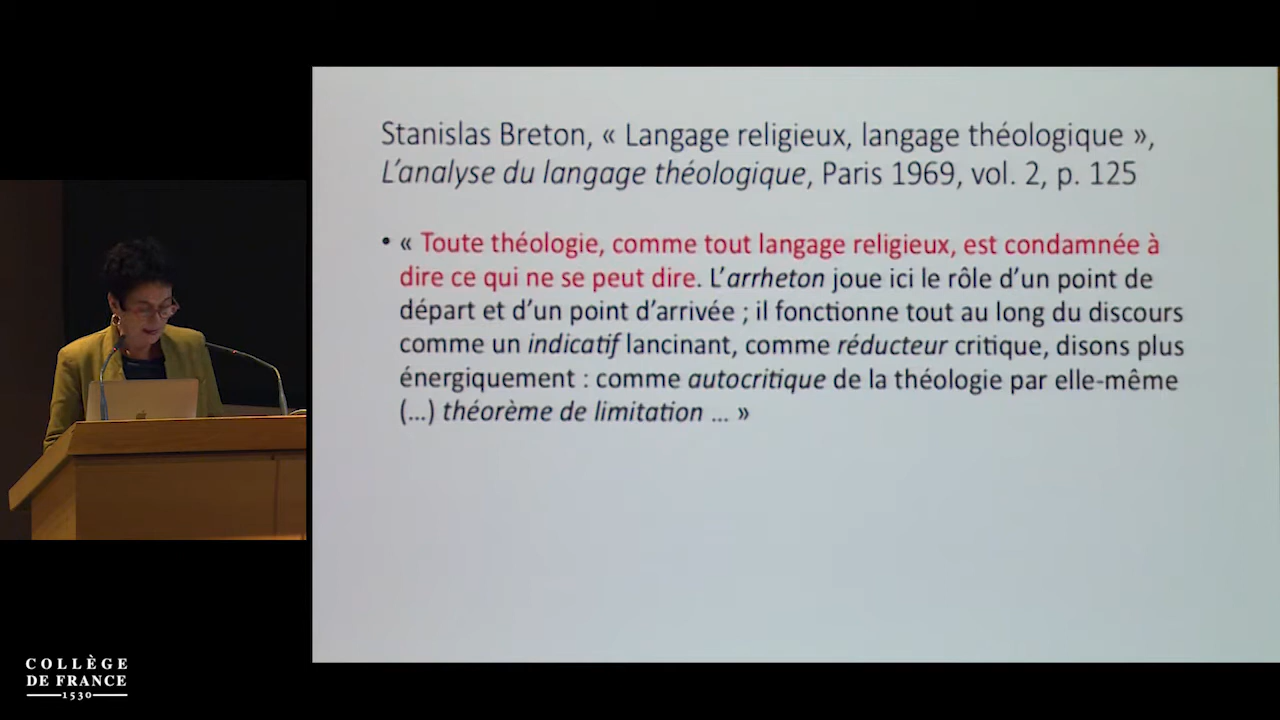 Stanislas Breton, « Langage religieux, langage théologique »,
L’analyse du langage théologique, Paris 1969, vol. 2, p. 125
• « Toute théologie, comme tout langage religieux, est condamnée à
dire ce qui ne se peut dire. L’arrheton joue ici le rôle d’un point de
départ et d’un point d’arrivée ; il fonctionne tout au long du discours
comme un indicatif lancinant, comme réducteur critique, disons plus
énergiquement : comme autocritique de la théologie par elle-même
(...) théorème de limitation ... »
COLLÈGE
DE FRANCE
1530